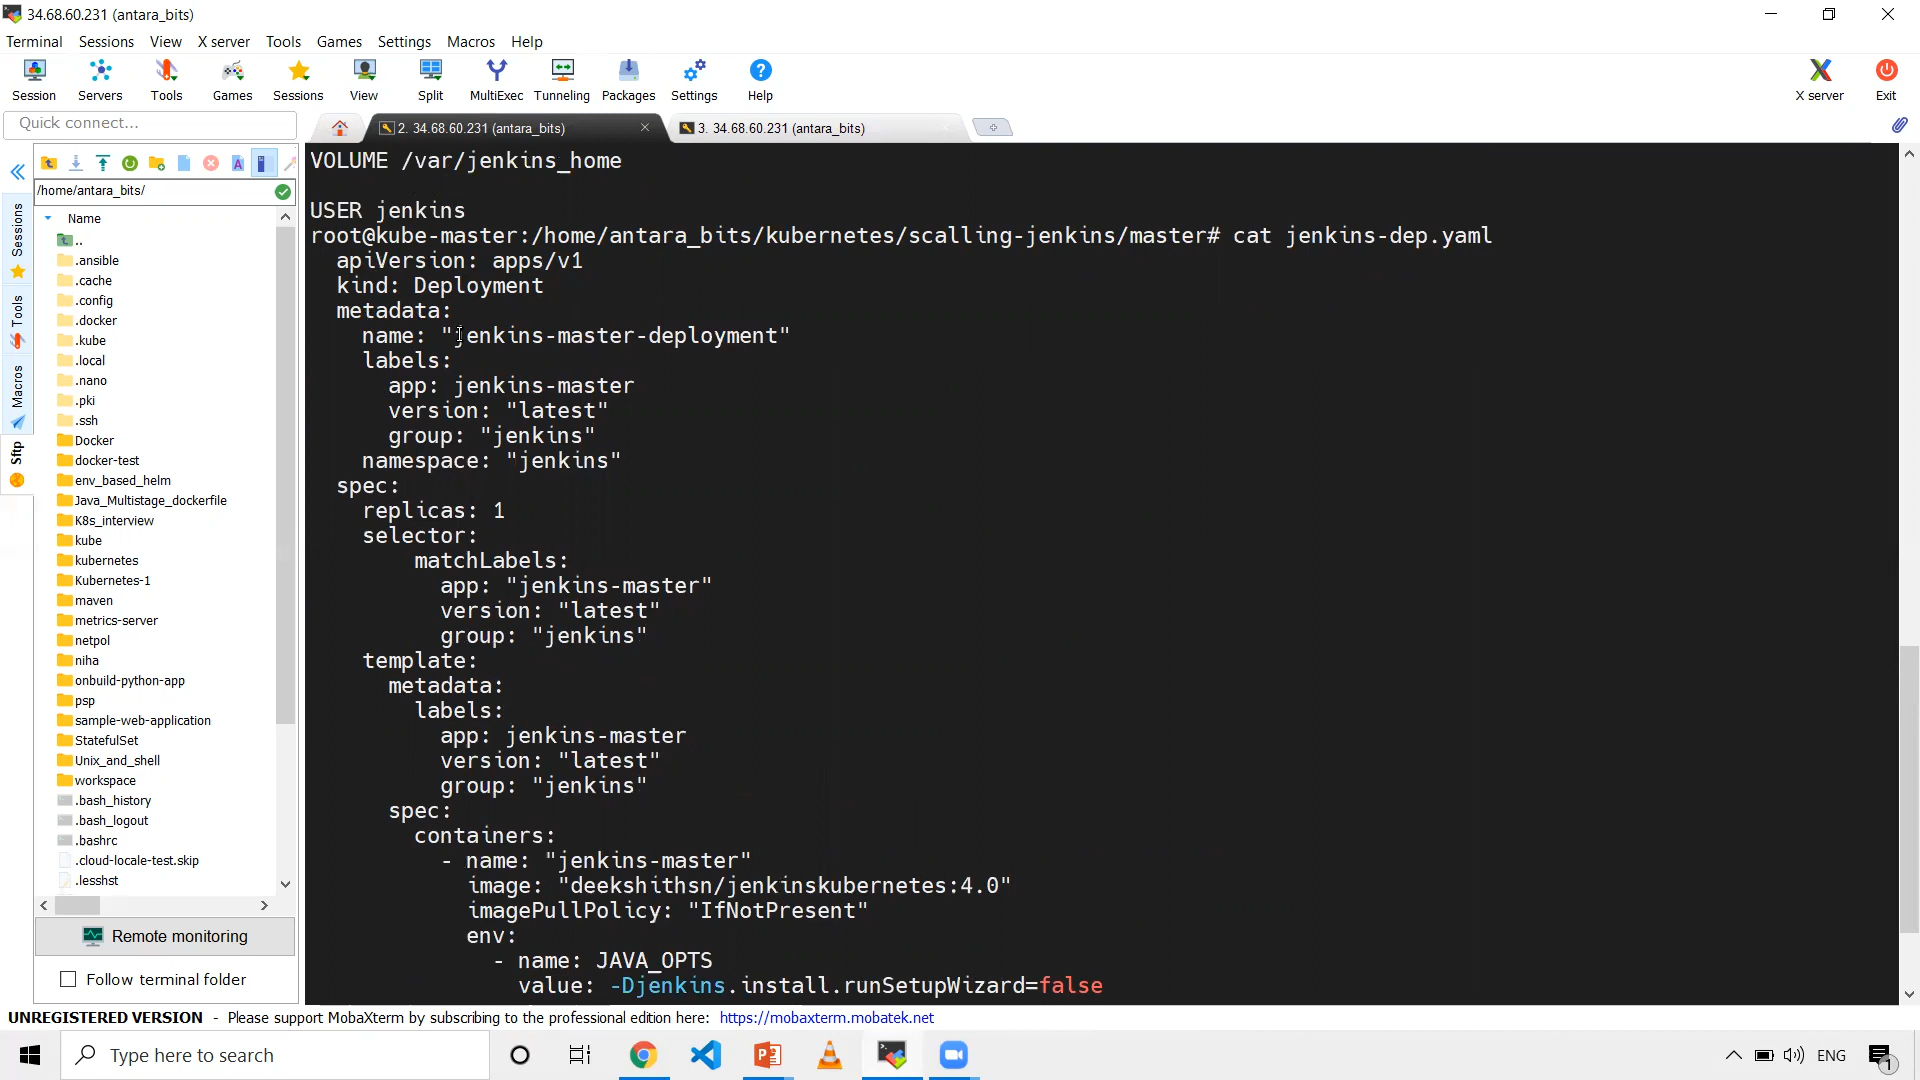 34.68.60.231 (antara_bits)
Terminal Sessions View X server Tools Games Settings Macros Help
Session Servers Tools Games Sessions View Split MultiExec Tunneling Packages Settings Help X server Exit
Quick connect...
2. 34.68.60.231 (antara_bits)
3. 34.68.60.231 (antara_bits)
/home/antara_bits/
Name
..
.ansible
.cache
.config
.docker
.kube
.local
.nano
.pki
.ssh
Docker
docker-test
env_based_helm
Java_Multistage_dockerfile
K8s_interview
kube
kubernetes
Kubernetes-1
maven
metrics-server
netpol
niha
onbuild-python-app
psp
sample-web-application
StatefulSet
Unix_and_shell
workspace
.bash_history
.bash_logout
.bashrc
.cloud-locale-test.skip
.lesshst
Sessions
Tools
Macros
Sftp
Remote monitoring
Follow terminal folder
VOLUME /var/jenkins_home
USER jenkins
root@kube-master:/home/antara_bits/kubernetes/scalling-jenkins/master# cat jenkins-dep.yaml
apiVersion: apps/v1
kind: Deployment
metadata:
name: "jenkins-master-deployment"
labels:
app: jenkins-master
version: "latest"
group: "jenkins"
namespace: "jenkins"
spec:
replicas: 1
selector:
matchLabels:
app: "jenkins-master"
version: "latest"
group: "jenkins"
template:
metadata:
labels:
app: jenkins-master
version: "latest"
group: "jenkins"
spec:
containers:
- name: "jenkins-master"
image: "deekshithsn/jenkinskubernetes:4.0"
imagePullPolicy: "IfNotPresent"
env:
- name: JAVA_OPTS
value: -Djenkins.install.runSetupWizard=false
UNREGISTERED VERSION - Please support MobaXterm by subscribing to the professional edition here: https://mobaxterm.mobatek.net
Type here to search
ENG
1